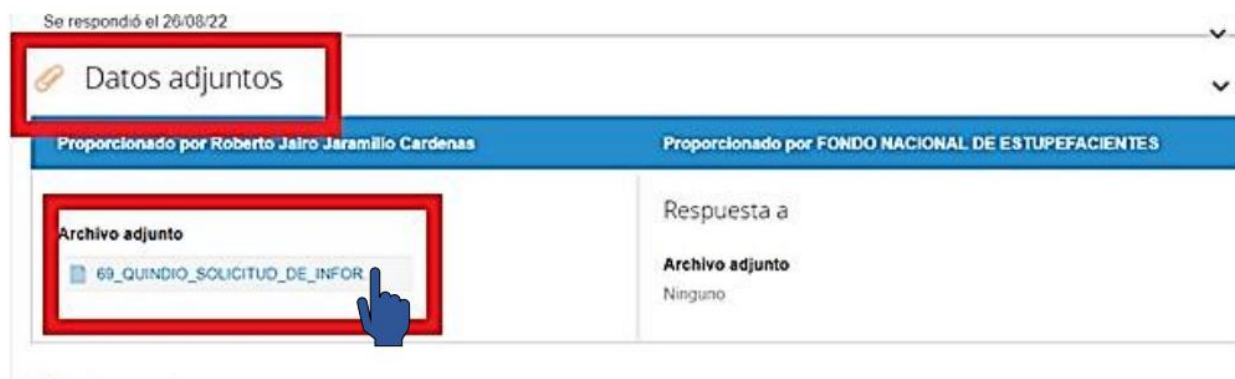 Se respondió el 26/08/22
Datos adjuntos
Proporcionado por Roberto Jairo Jaramillo Cardenas
Proporcionado por FONDO NACIONAL DE ESTUPEFACIENTES
Archivo adjunto
69_QUINDIO_SOLICITUD_DE_INFOR
Respuesta a
Archivo adjunto
Ninguno